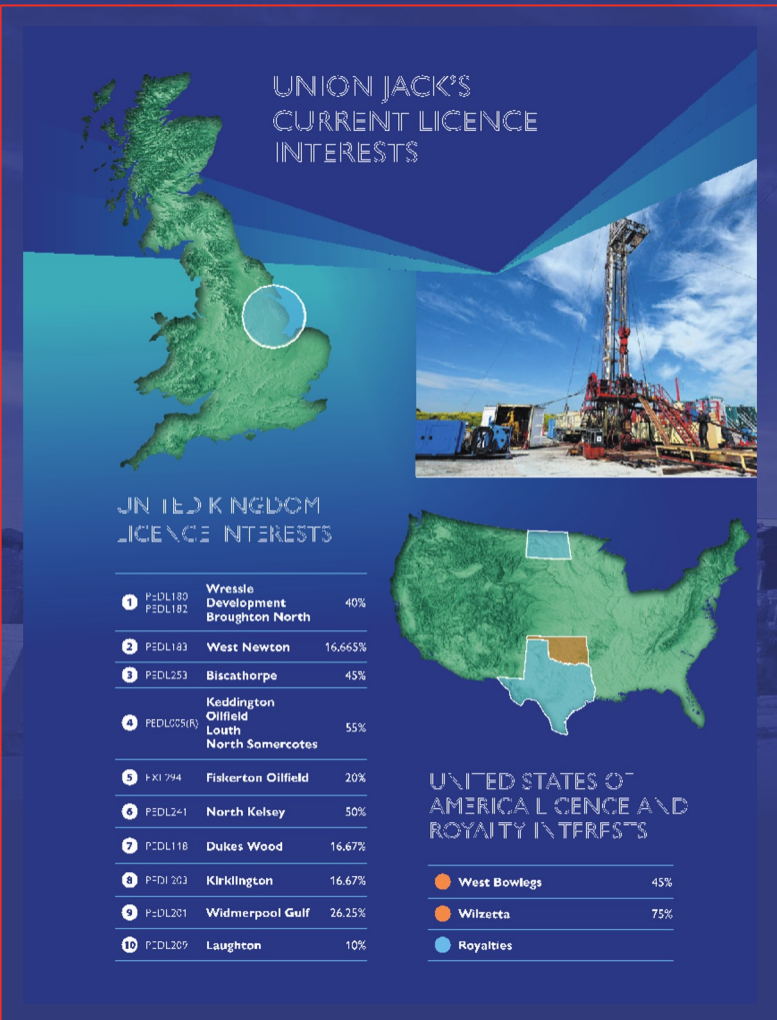 UNION JACK'S
CURRENT LICENCE
INTERESTS
UNITED KINGDOM
LICENCE INTERESTS
1 PEDL180 PEDL182 Wressle Development Broughton North 40%
2 PEDL183 West Newton 16.665%
3 PEDL253 Biscathorpe 45%
4 PEDL005(R) Keddington Oilfield Louth North Somercotes 55%
5 EXL294 Fiskerton Oilfield 20%
6 PEDL241 North Kelsey 50%
7 PEDL118 Dukes Wood 16.67%
8 PEDL203 Kirklington 16.67%
9 PEDL201 Widmerpool Gulf 26.25%
10 PEDL209 Laughton 10%
UNITED STATES OF
AMERICA LICENCE AND
ROYALTY INTERESTS
West Bowlegs 45%
Wilzetta 75%
Royalties